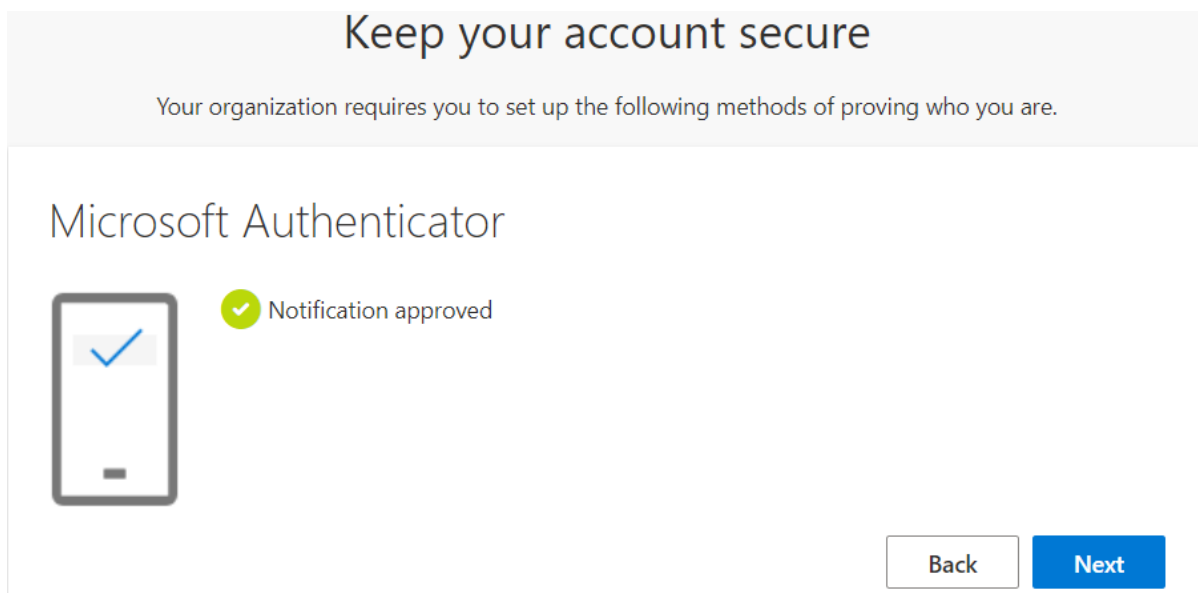 Keep your account secure
Your organization requires you to set up the following methods of proving who you are.
Microsoft Authenticator
Notification approved
Back
Next